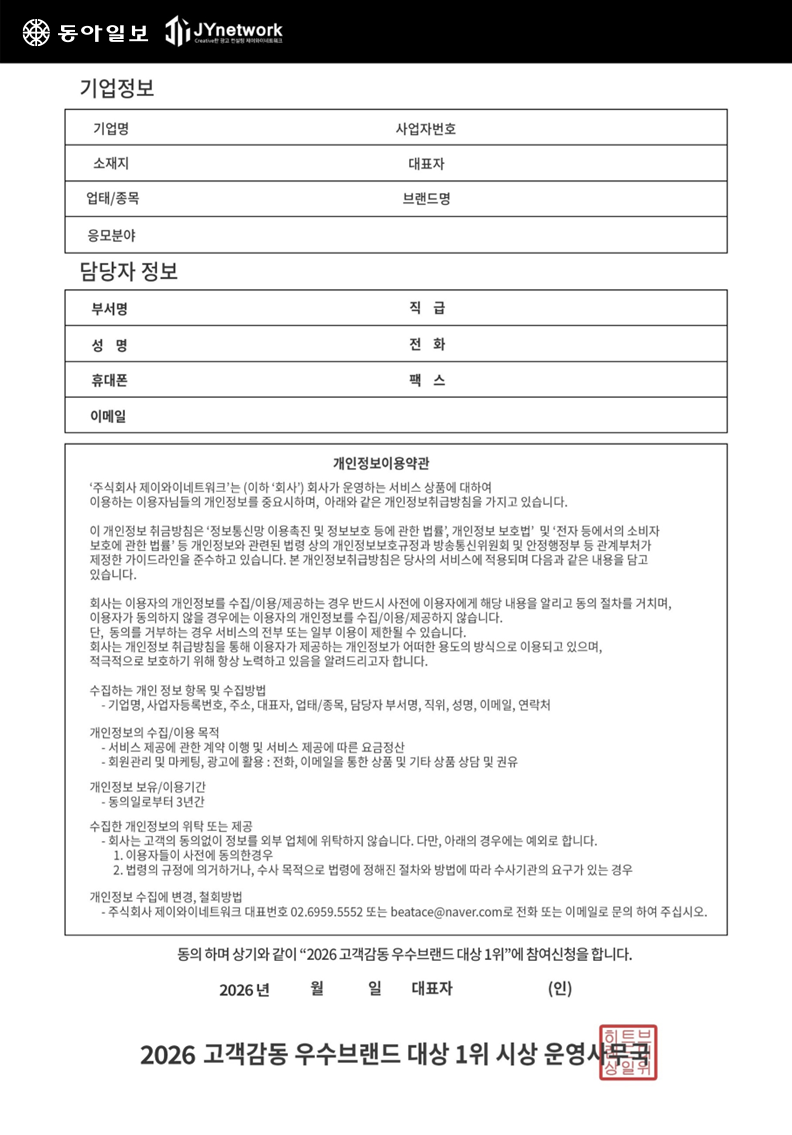 동아일보 JYnetwork
Creative한 광고 컨설팅 제이와이네트워크
기업정보
기업명 사업자번호
소재지 대표자
업태/종목 브랜드명
응모분야
담당자 정보
부서명 직 급
성 명 전 화
휴대폰 팩 스
이메일
개인정보이용약관
‘주식회사 제이와이네트워크’는 (이하 ‘회사’) 회사가 운영하는 서비스 상품에 대하여
이용하는 이용자님들의 개인정보를 중요시하며, 아래와 같은 개인정보취급방침을 가지고 있습니다.
이 개인정보 취금방침은 ‘정보통신망 이용촉진 및 정보보호 등에 관한 법률’, 개인정보 보호법’ 및 ‘전자 등에서의 소비자
보호에 관한 법률’ 등 개인정보와 관련된 법령 상의 개인정보보호규정과 방송통신위원회 및 안정행정부 등 관계부처가
제정한 가이드라인을 준수하고 있습니다. 본 개인정보취급방침은 당사의 서비스에 적용되며 다음과 같은 내용을 담고
있습니다.
회사는 이용자의 개인정보를 수집/이용/제공하는 경우 반드시 사전에 이용자에게 해당 내용을 알리고 동의 절차를 거치며,
이용자가 동의하지 않을 경우에는 이용자의 개인정보를 수집/이용/제공하지 않습니다.
단, 동의를 거부하는 경우 서비스의 전부 또는 일부 이용이 제한될 수 있습니다.
회사는 개인정보 취급방침을 통해 이용자가 제공하는 개인정보가 어떠한 용도의 방식으로 이용되고 있으며,
적극적으로 보호하기 위해 항상 노력하고 있음을 알려드리고자 합니다.
수집하는 개인 정보 항목 및 수집방법
- 기업명, 사업자등록번호, 주소, 대표자, 업태/종목, 담당자 부서명, 직위, 성명, 이메일, 연락처
개인정보의 수집/이용 목적
- 서비스 제공에 관한 계약 이행 및 서비스 제공에 따른 요금정산
- 회원관리 및 마케팅, 광고에 활용 : 전화, 이메일을 통한 상품 및 기타 상품 상담 및 권유
개인정보 보유/이용기간
- 동의일로부터 3년간
수집한 개인정보의 위탁 또는 제공
- 회사는 고객의 동의없이 정보를 외부 업체에 위탁하지 않습니다. 다만, 아래의 경우에는 예외로 합니다.
1. 이용자들이 사전에 동의한경우
2. 법령의 규정에 의거하거나, 수사 목적으로 법령에 정해진 절차와 방법에 따라 수사기관의 요구가 있는 경우
개인정보 수집에 변경, 철회방법
- 주식회사 제이와이네트워크 대표번호 02.6959.5552 또는 beatace@naver.com로 전화 또는 이메일로 문의 하여 주십시오.
동의 하며 상기와 같이 “2026 고객감동 우수브랜드 대상 1위”에 참여신청을 합니다.
2026년 월 일 대표자 (인)
2026 고객감동 우수브랜드 대상 1위 시상 운영사무국
히트브
랜드대
상일위